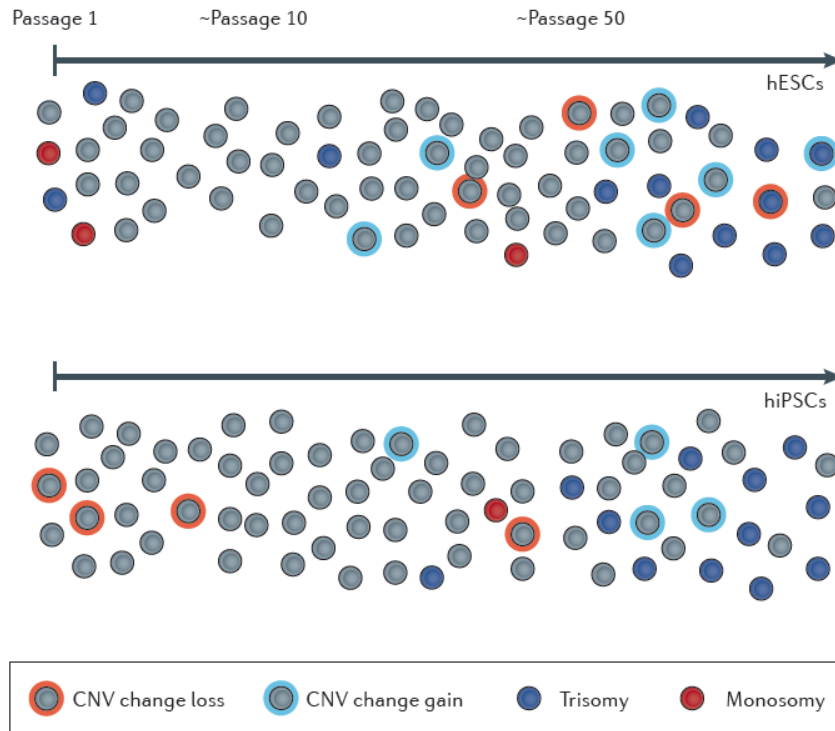 Passage 1 ~Passage 10 ~Passage 50
hESCs
hiPSCs
CNV change loss CNV change gain Trisomy Monosomy